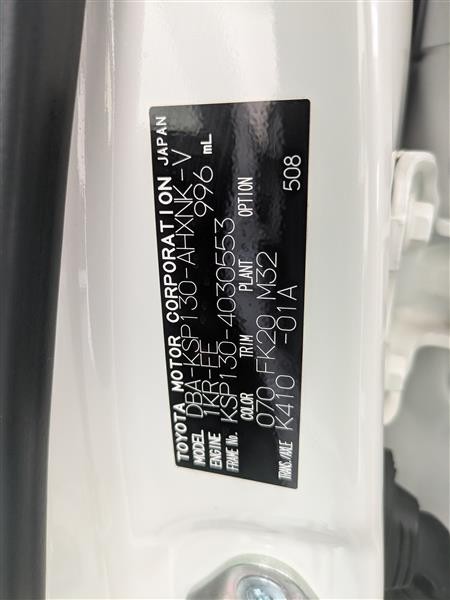 TOYOTA MOTOR CORPORATION JAPAN
MODEL DBA-KSP130-AHXNK-V
ENGINE 1KR-FE 996 mL
FRAME No. KSP130-4030553
COLOR TRIM PLANT OPTION
070 FK20 M32 508
TRANS./AXLE K410 -01A